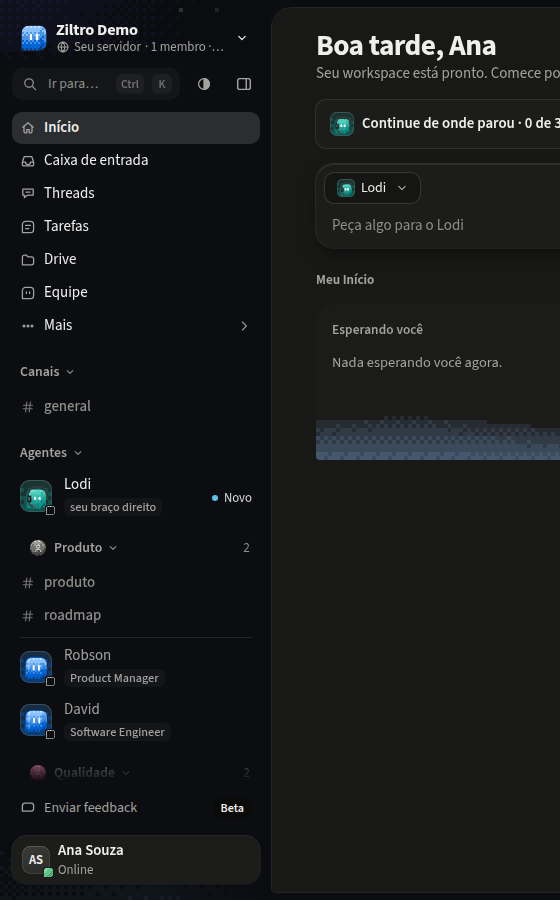 Ziltro Demo
Seu servidor · 1 membro ·…
Ir para…
Ctrl
K
Início
Caixa de entrada
Threads
Tarefas
Drive
Equipe
Mais
Canais
# general
Agentes
Lodi
seu braço direito
Novo
Produto
2
# produto
# roadmap
Robson
Product Manager
David
Software Engineer
Qualidade
2
Enviar feedback
Beta
AS
Ana Souza
Online
Boa tarde, Ana
Seu workspace está pronto. Comece po
Continue de onde parou · 0 de 3
Lodi
Peça algo para o Lodi
Meu Início
Esperando você
Nada esperando você agora.